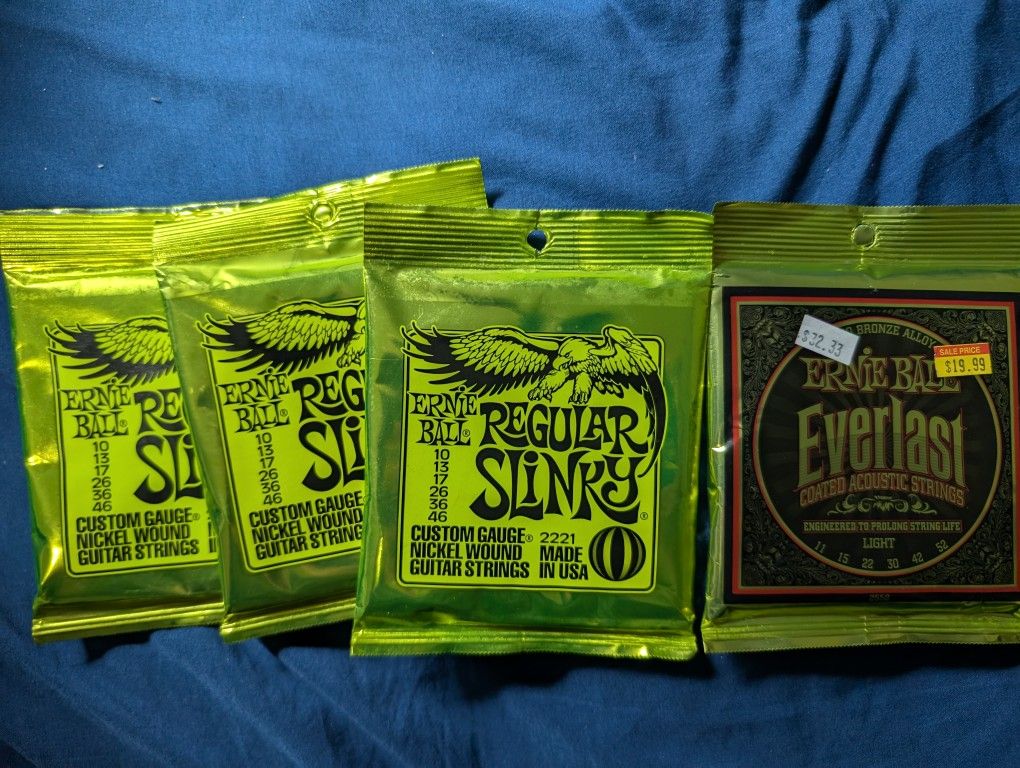 ERNIE
BALL®
RE
SLI
10
13
17
26
36
46
CUSTOM GAUGE®
NICKEL WOUND
GUITAR STRINGS
ERNIE
BALL®
REG
SLI
10
13
17
26
36
46
CUSTOM GAUGE
NICKEL WOUND
GUITAR STRINGS
ERNIE
BALL®
REGULAR
SLINKY®
10
13
17
26
36
46
CUSTOM GAUGE®
NICKEL WOUND
GUITAR STRINGS
2221
MADE
IN USA
BRONZE ALLOY
$32.33
SALE PRICE
$19.99
ERNIE BALL
Everlast
COATED ACOUSTIC STRINGS
ENGINEERED TO PROLONG STRING LIFE
LIGHT
11 15 22 30 42 52